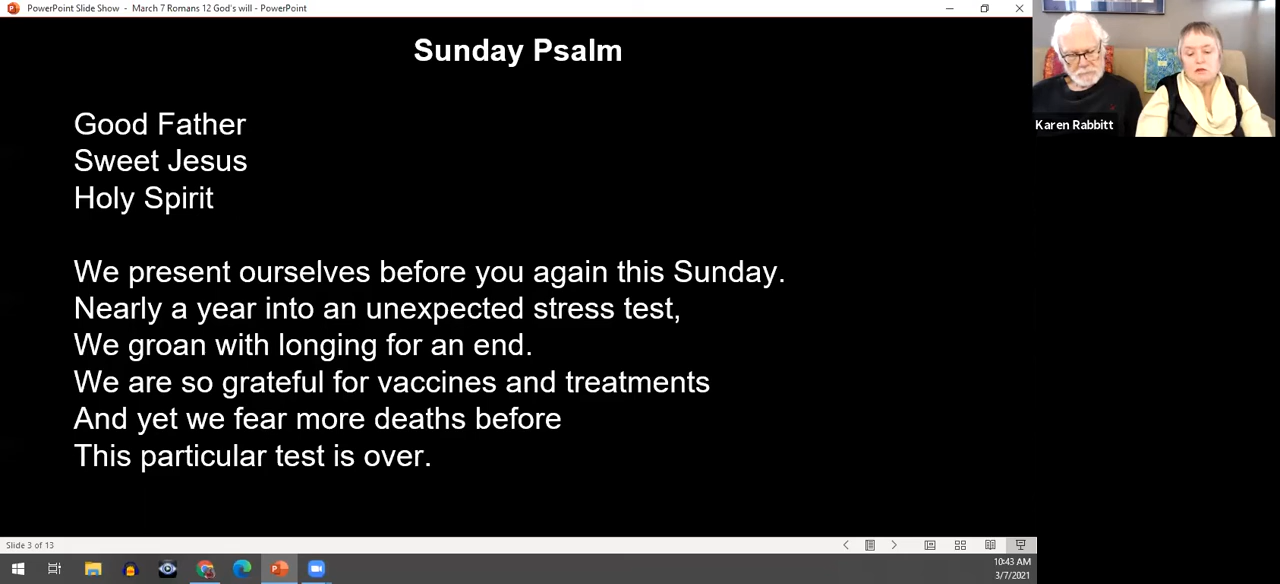 PowerPoint Slide Show - March 7 Romans 12 God's will - PowerPoint
Sunday Psalm
Karen Rabbitt
Good Father
Sweet Jesus
Holy Spirit
We present ourselves before you again this Sunday.
Nearly a year into an unexpected stress test,
We groan with longing for an end.
We are so grateful for vaccines and treatments
And yet we fear more deaths before
This particular test is over.
Slide 3 of 13
10:43 AM
3/7/2021